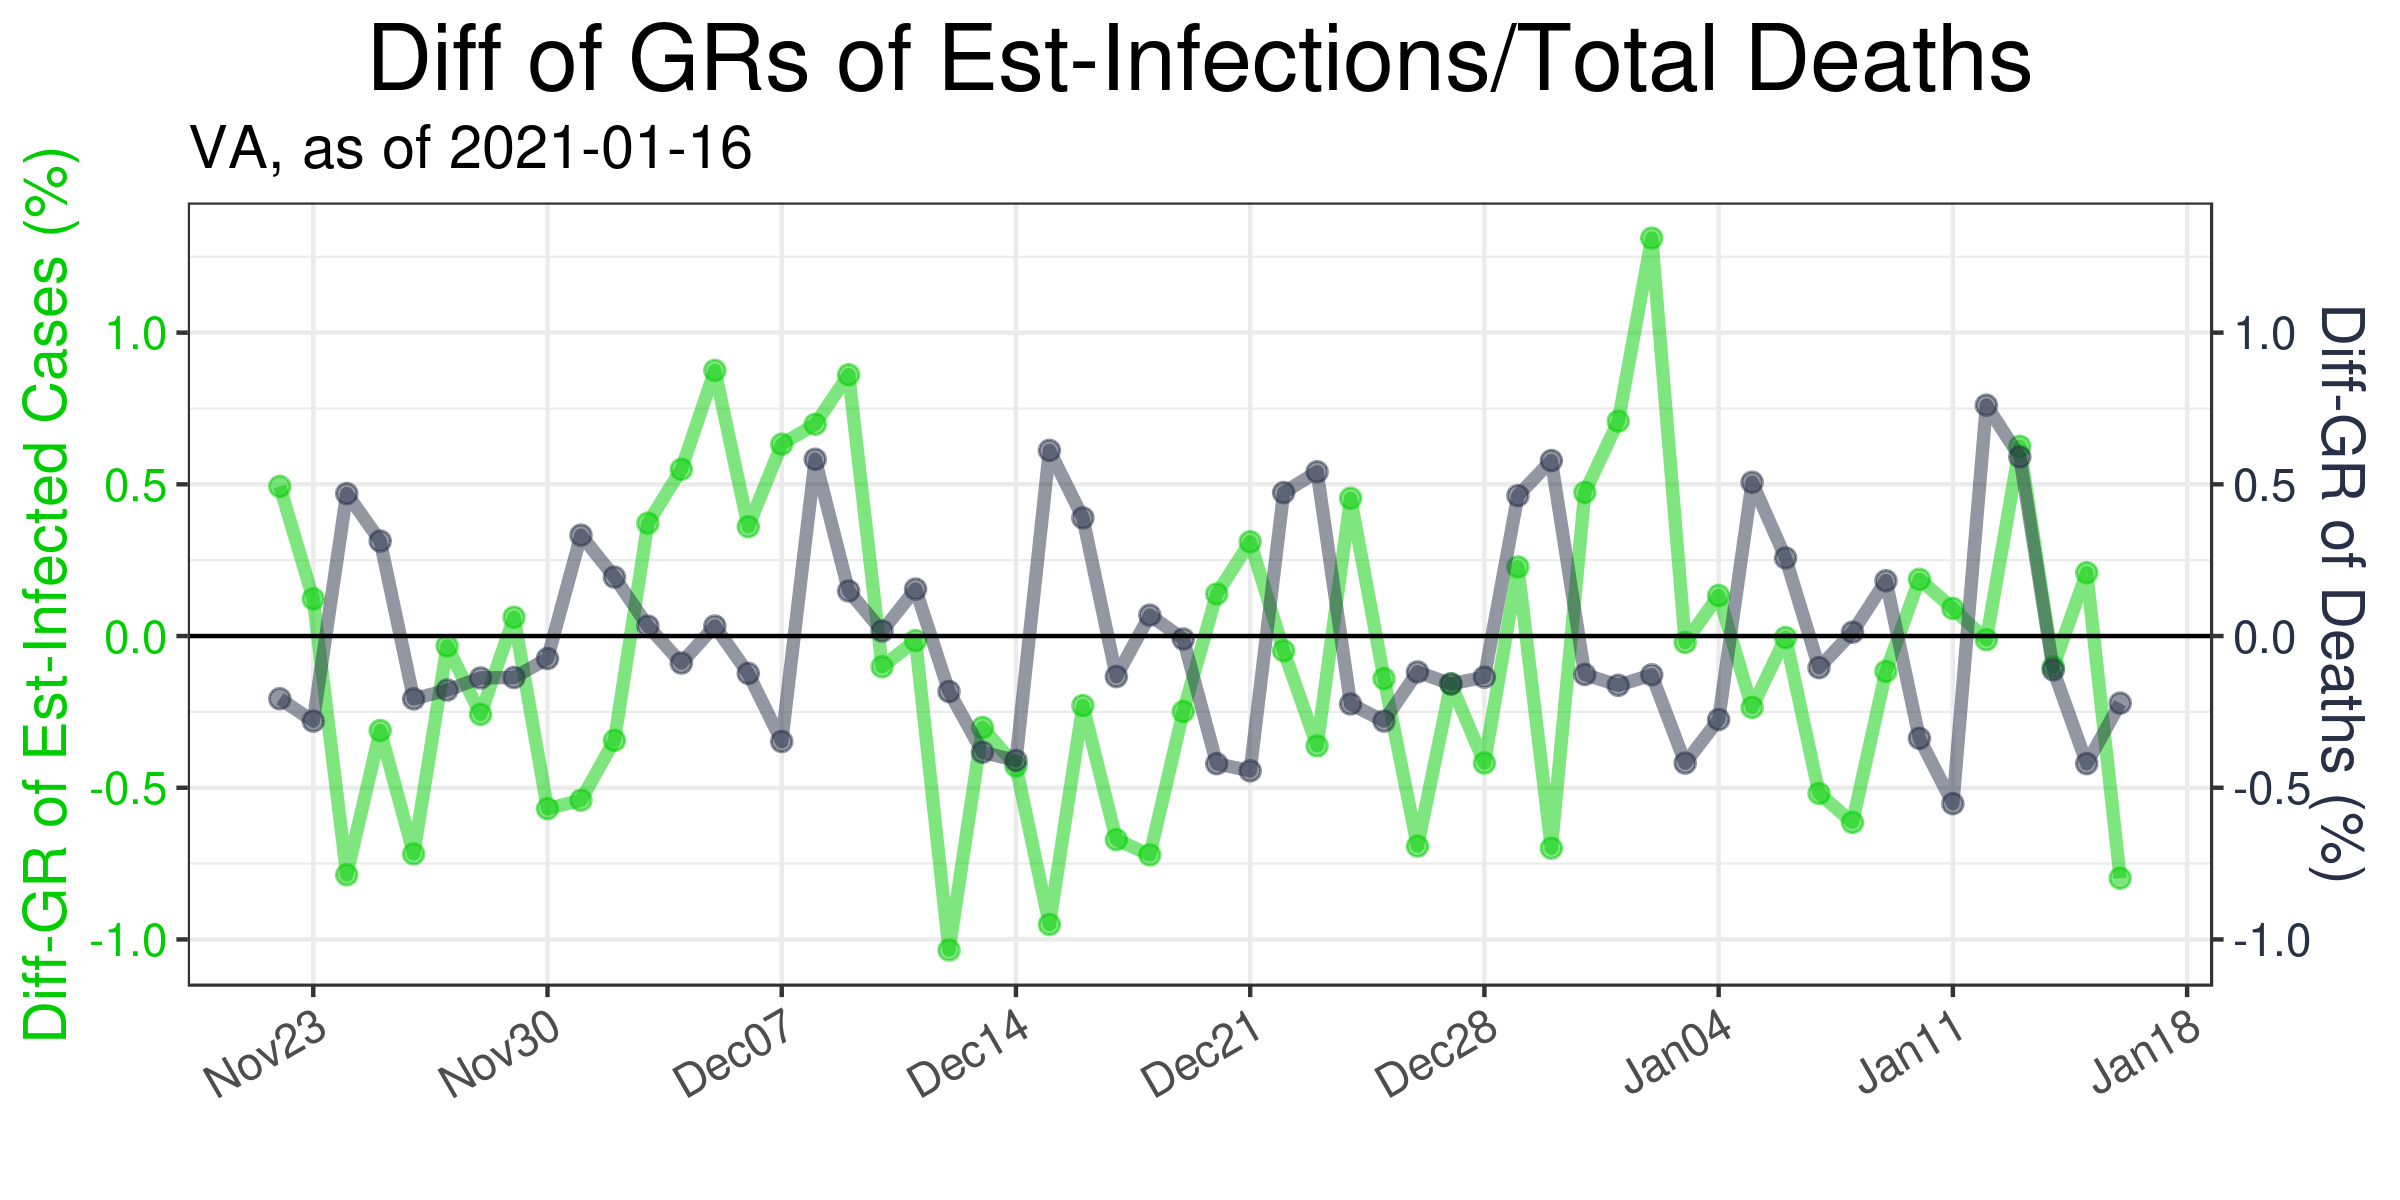 Diff of GRs of Est-Infections/Total Deaths
VA, as of 2021-01-16
Diff-GR of Est-Infected Cases (%)
1.0
0.5
0.0
-0.5
-1.0
1.0
0.5
0.0
-0.5
-1.0
Diff-GR of Deaths (%)
Nov23
Nov30
Dec07
Dec14
Dec21
Dec28
Jan04
Jan11
Jan18